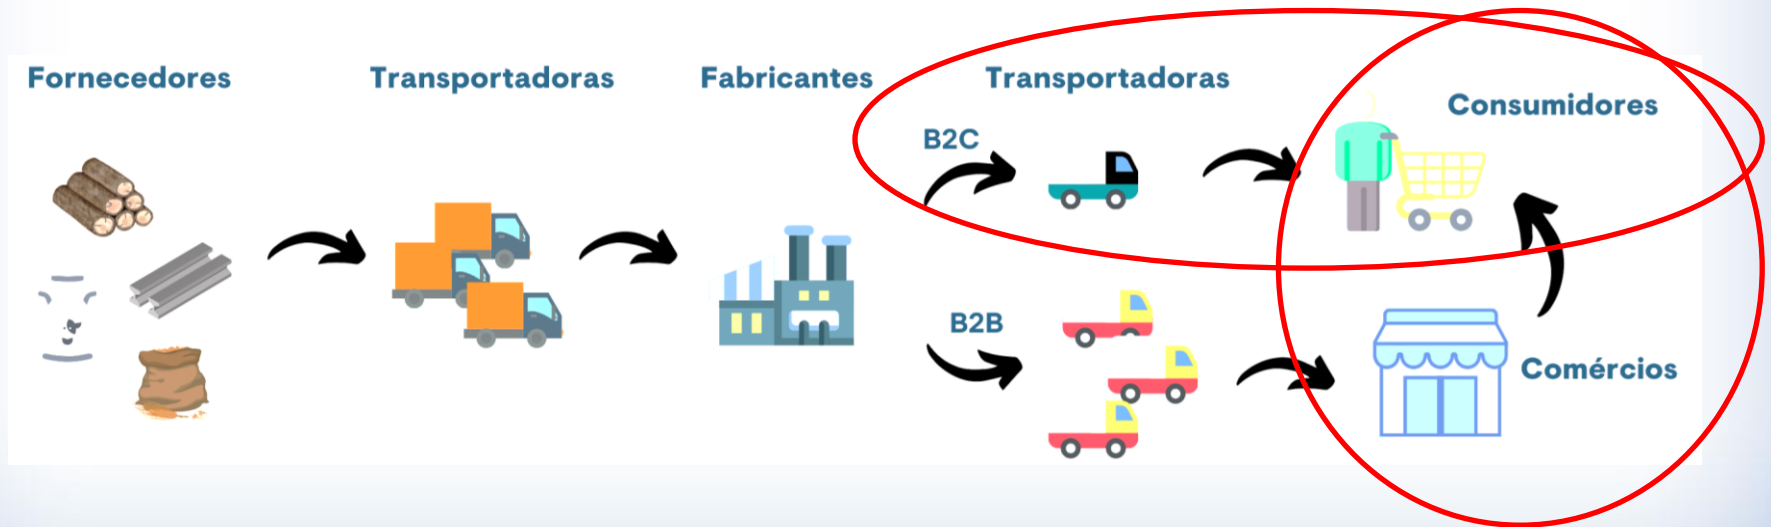 Fornecedores
Transportadoras
Fabricantes
Transportadoras
Consumidores
B2C
B2B
Comércios